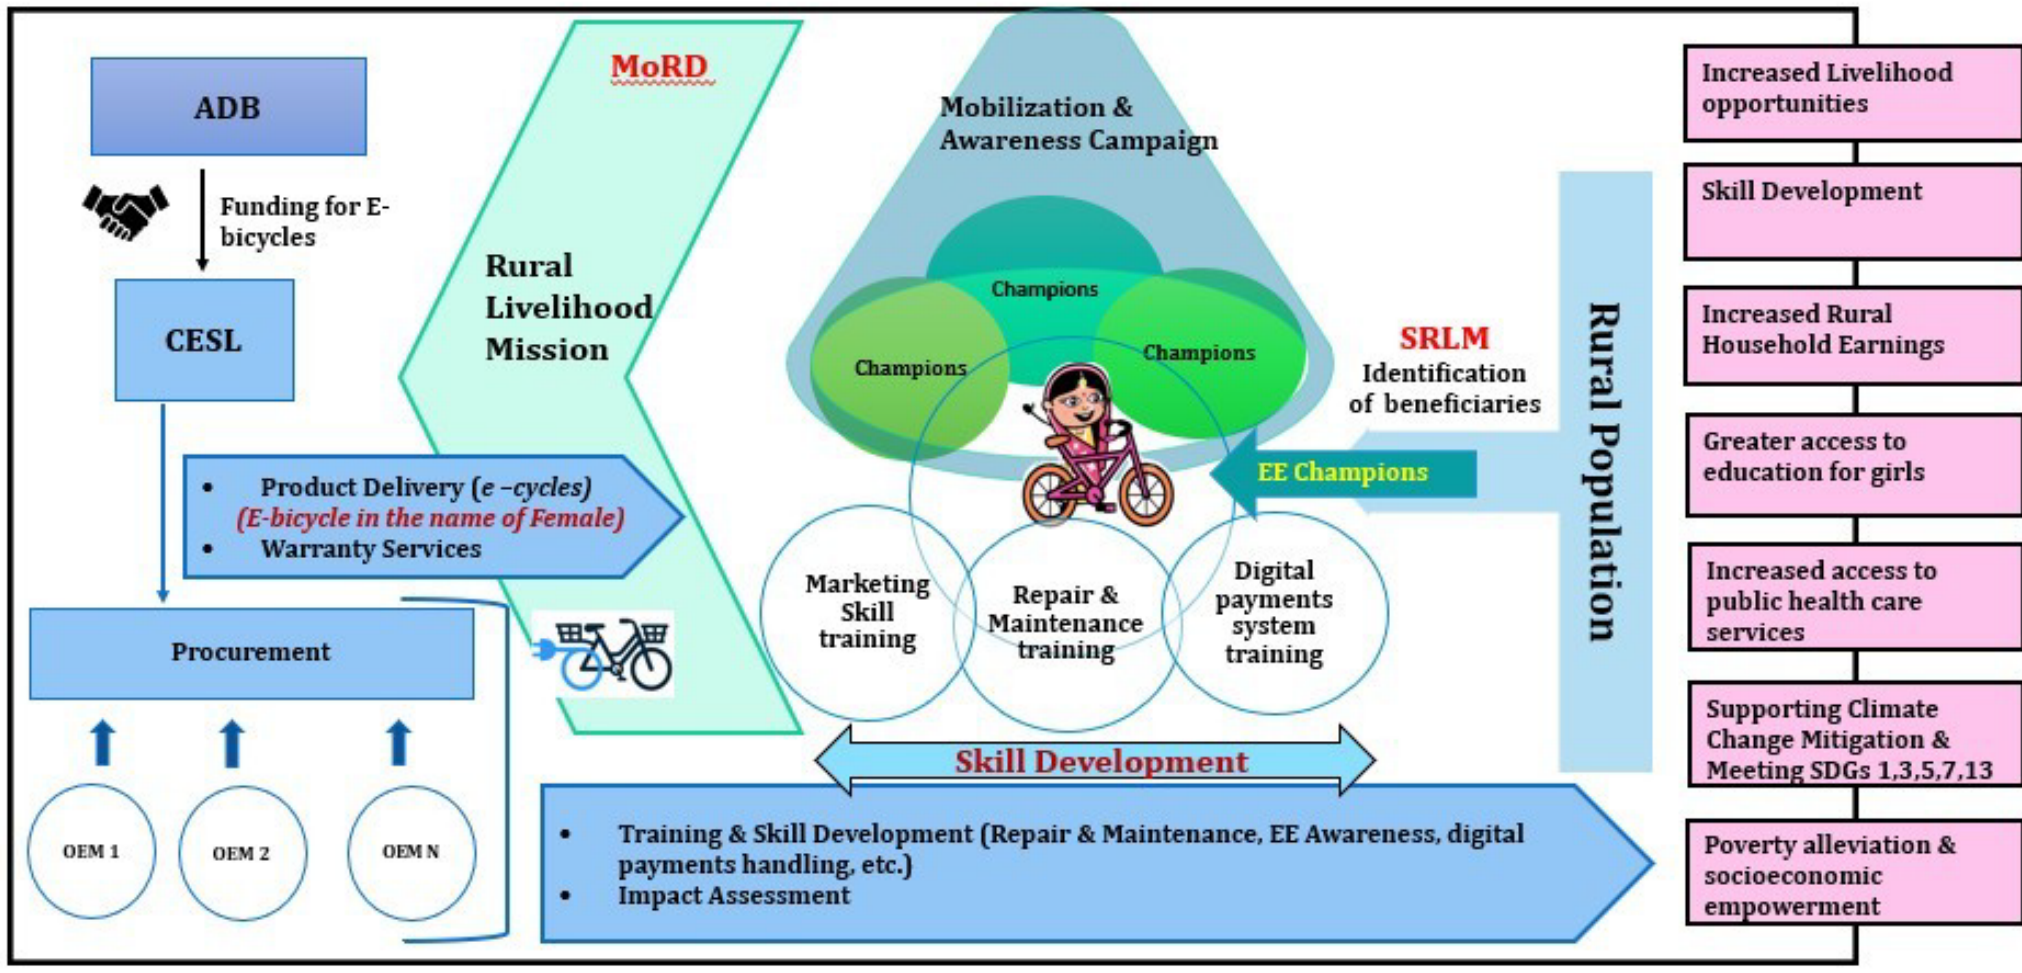 ADB
Funding for E-
bicycles
CESL
• Product Delivery (e –cycles)
(E-bicycle in the name of Female)
• Warranty Services
Procurement
OEM 1
OEM 2
OEM N
MoRD
Rural
Livelihood
Mission
Mobilization &
Awareness Campaign
Champions
Champions
Champions
SRLM
Identification
of beneficiaries
EE Champions
Rural Population
Marketing
Skill
training
Repair &
Maintenance
training
Digital
payments
system
training
Skill Development
• Training & Skill Development (Repair & Maintenance, EE Awareness, digital
payments handling, etc.)
• Impact Assessment
Increased Livelihood
opportunities
Skill Development
Increased Rural
Household Earnings
Greater access to
education for girls
Increased access to
public health care
services
Supporting Climate
Change Mitigation &
Meeting SDGs 1,3,5,7,13
Poverty alleviation &
socioeconomic
empowerment